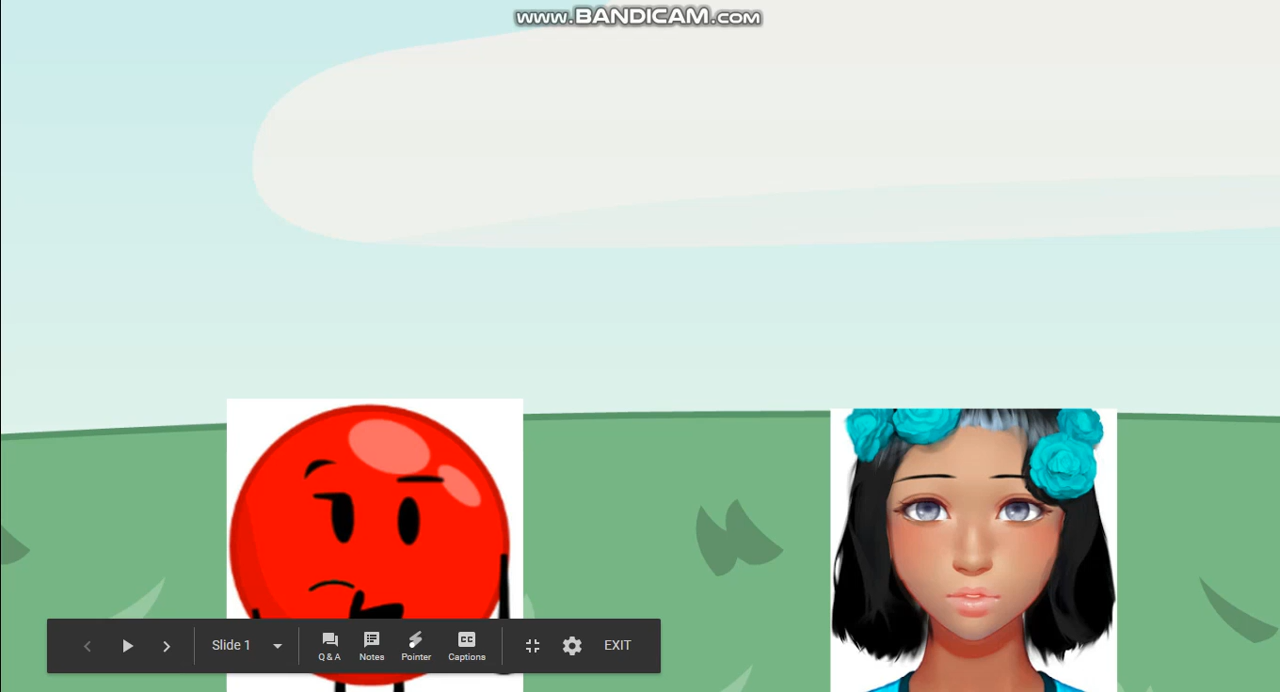 www.BANDICAM.com
Slide 1
Q & A
Notes
Pointer
Captions
EXIT